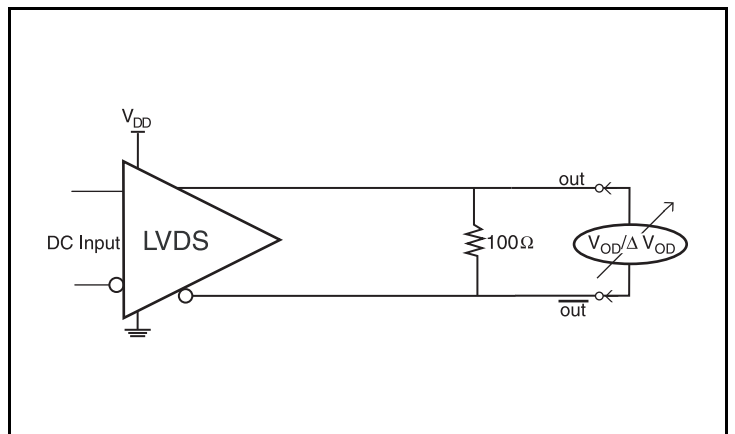 VDD
out
DC Input
LVDS
100Ω
VOD/Δ VOD
out